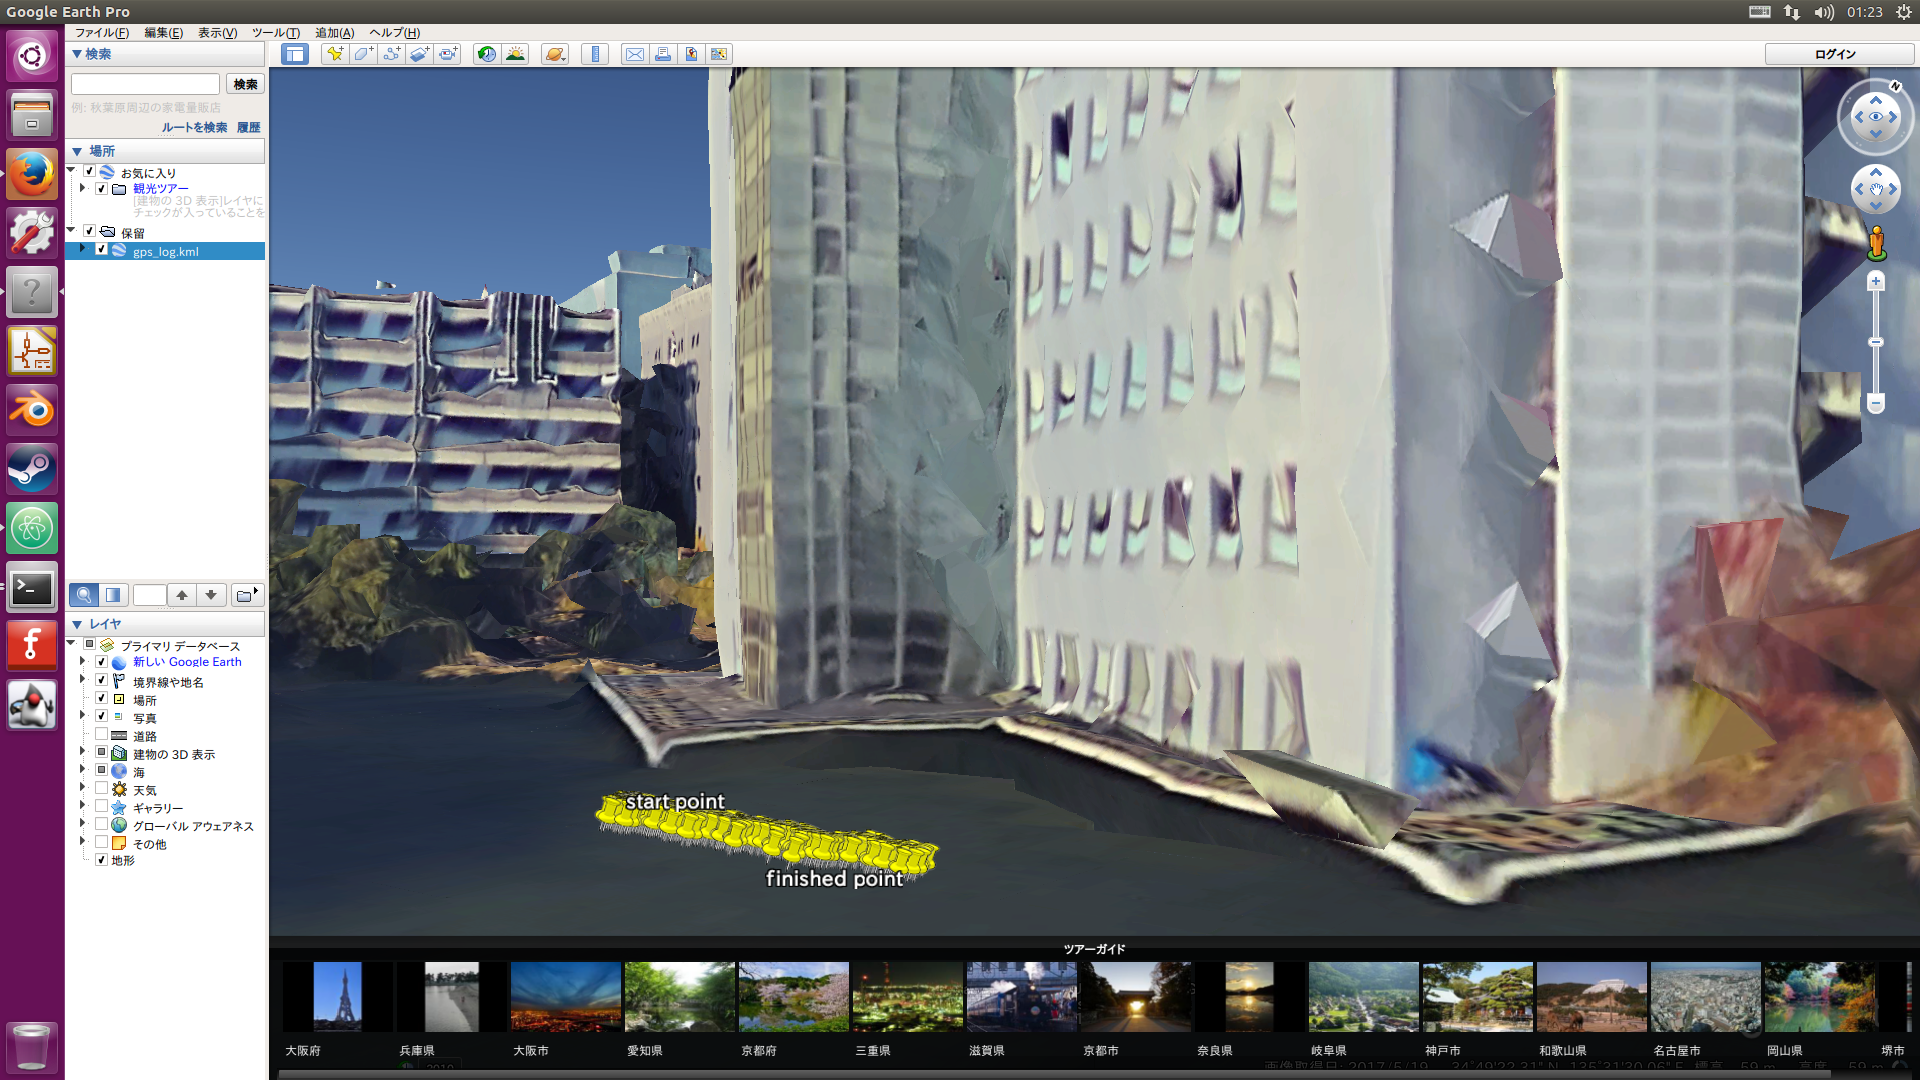 Google Earth Pro
01:23
ファイル(F) 編集(E) 表示(V) ツール(T) 追加(A) ヘルプ(H)
ログイン
検索
検索
例: 秋葉原周辺の家電量販店
ルートを検索 履歴
場所
お気に入り
観光ツアー
[建物の 3D 表示]レイヤに
チェックが入っていることを
保留
gps_log.kml
レイヤ
プライマリ データベース
新しい Google Earth
境界線や地名
場所
写真
道路
建物の 3D 表示
海
天気
ギャラリー
グローバル アウェアネス
その他
地形
N
start point
finished point
ツアーガイド
大阪府 兵庫県 大阪市 愛知県 京都府 三重県 滋賀県 京都市 奈良県 岐阜県 神戸市 和歌山県 名古屋市 岡山県 堺市
2010
画像取得日: 2017/5/19 34°49'22.31" N 135°31'30.06" E 標高 59 m 高度 59 m